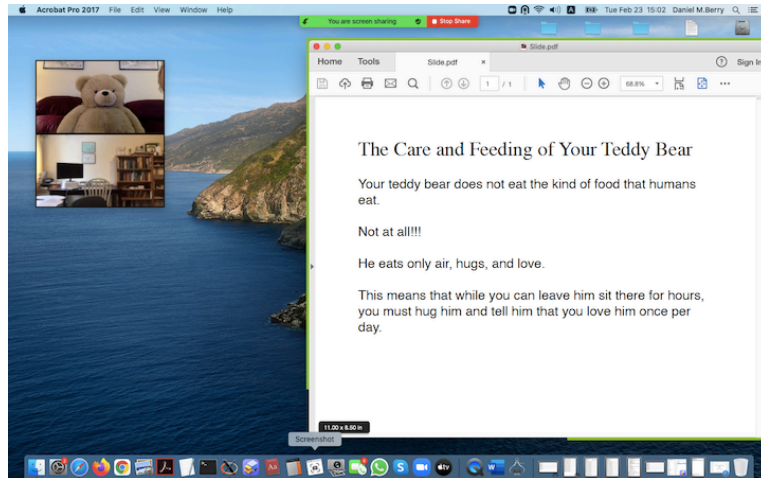 Acrobat Pro 2017 File Edit View Window Help
Tue Feb 23 15:02 Daniel M.Berry
You are screen sharing Stop Share
Slide.pdf
Home Tools Slide.pdf × Sign In
1 / 1 68.8%
The Care and Feeding of Your Teddy Bear
Your teddy bear does not eat the kind of food that humans
eat.
Not at all!!!
He eats only air, hugs, and love.
This means that while you can leave him sit there for hours,
you must hug him and tell him that you love him once per
day.
11.00 x 8.50 in
Screenshot